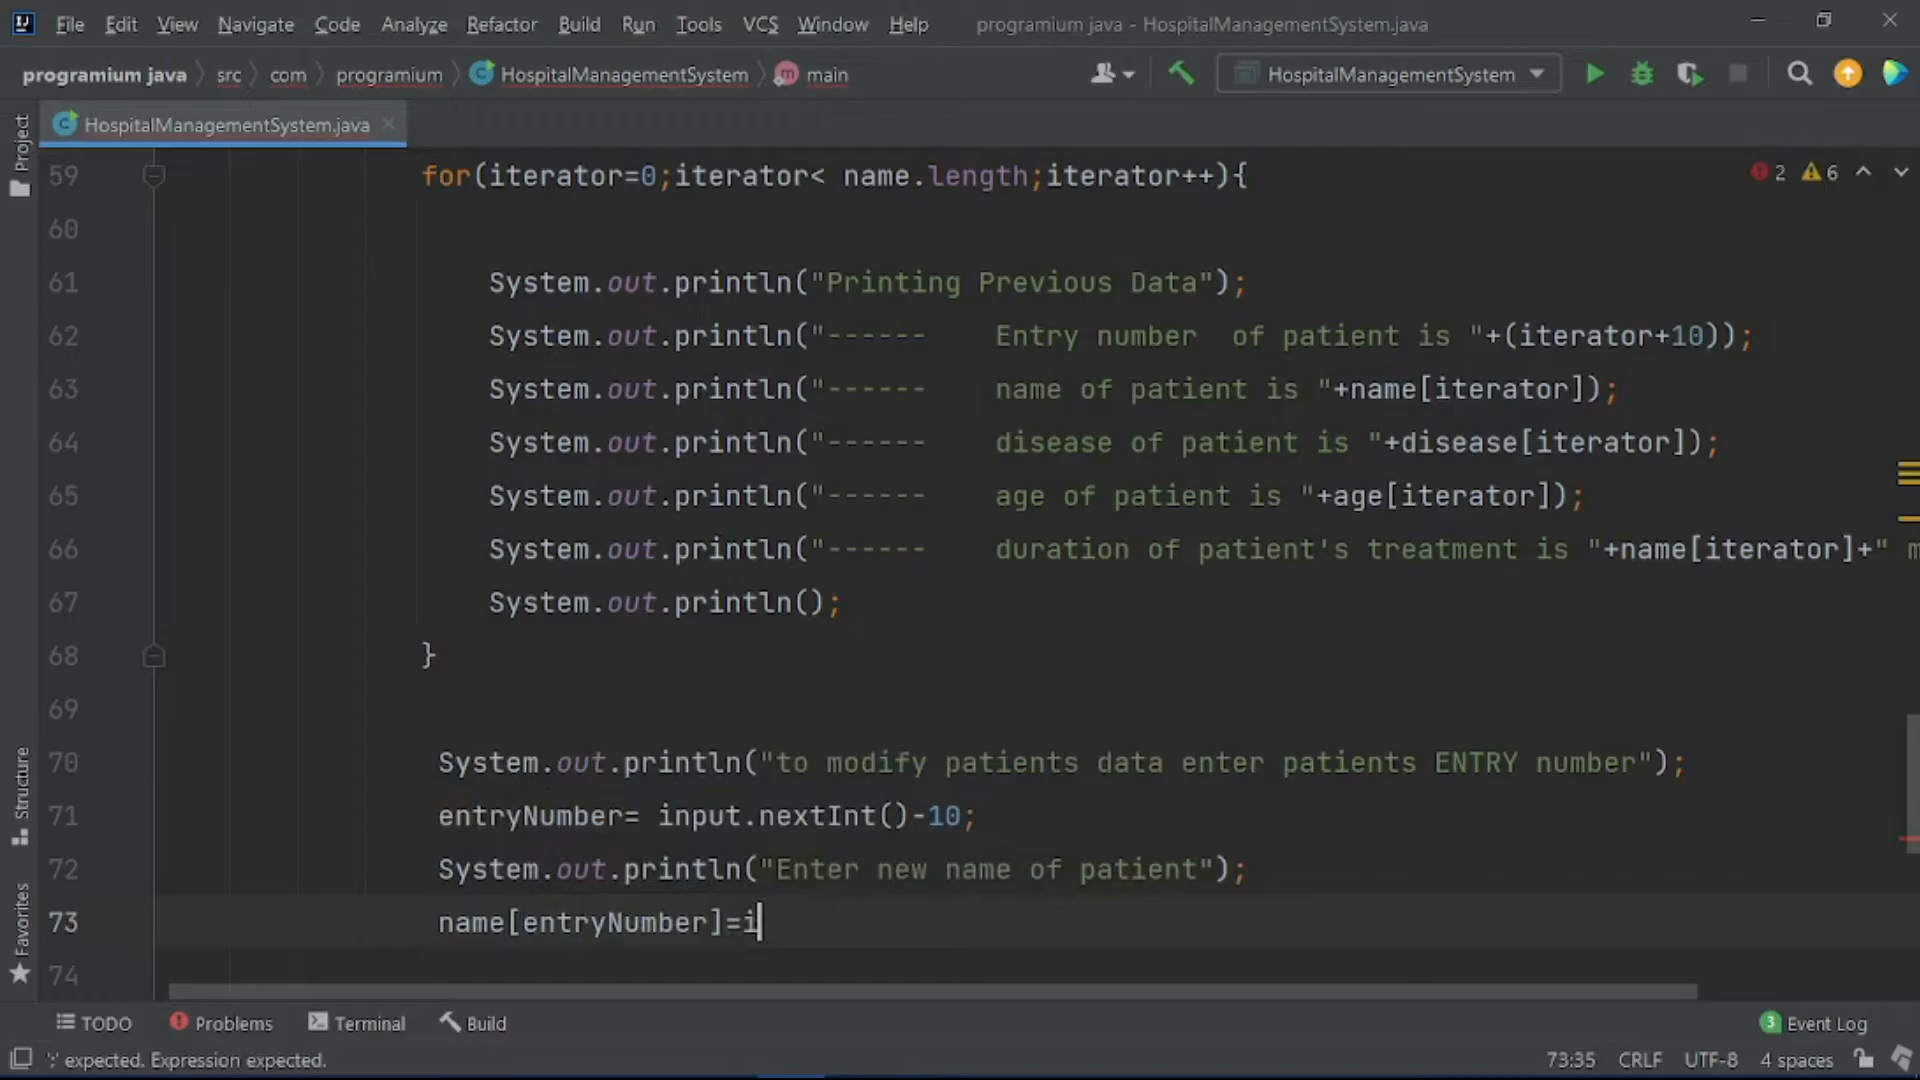 File Edit View Navigate Code Analyze Refactor Build Run Tools VCS Window Help programium java - HospitalManagementSystem.java
programium java src com programium HospitalManagementSystem main HospitalManagementSystem
HospitalManagementSystem.java
Project
Structure
Favorites
59 for(iterator=0;iterator< name.length;iterator++){
2 6
60
61 System.out.println("Printing Previous Data");
62 System.out.println("------    Entry number  of patient is "+(iterator+10));
63 System.out.println("------    name of patient is "+name[iterator]);
64 System.out.println("------    disease of patient is "+disease[iterator]);
65 System.out.println("------    age of patient is "+age[iterator]);
66 System.out.println("------    duration of patient's treatment is "+name[iterator]+" m
67 System.out.println();
68 }
69
70 System.out.println("to modify patients data enter patients ENTRY number");
71 entryNumber= input.nextInt()-10;
72 System.out.println("Enter new name of patient");
73 name[entryNumber]=i
74
TODO Problems Terminal Build 3 Event Log
';' expected. Expression expected. 73:35 CRLF UTF-8 4 spaces